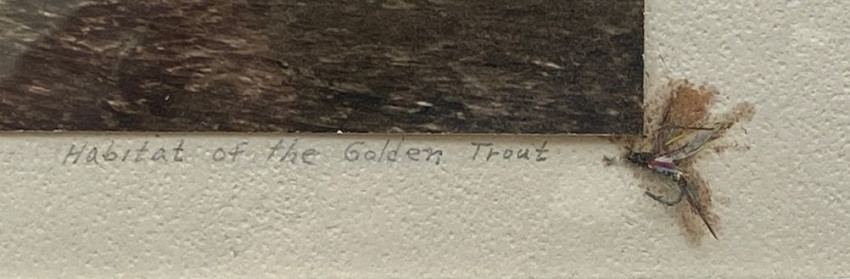 Habitat of the Golden Trout